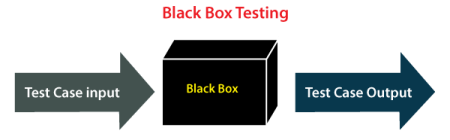 Black Box Testing
Test Case input
Black Box
Test Case Output